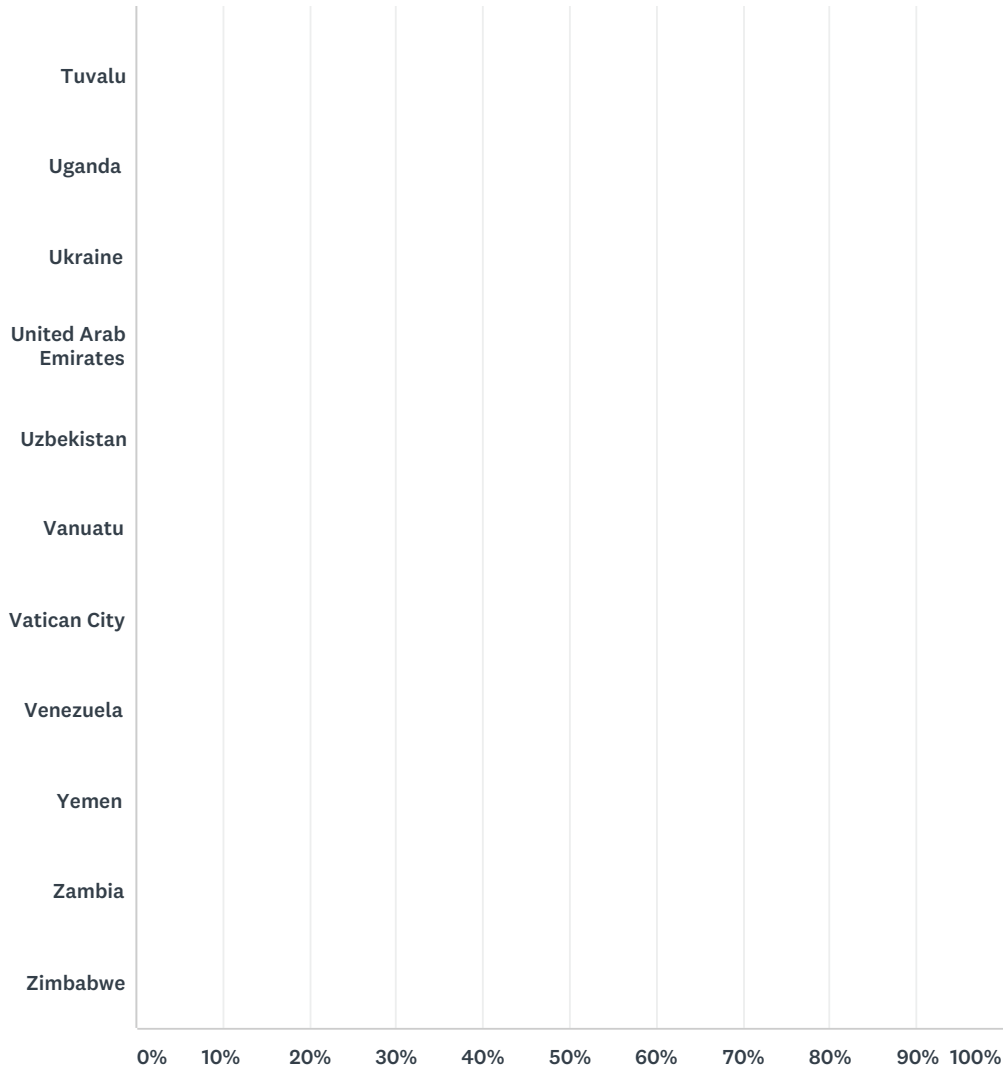 Tuvalu
Uganda
Ukraine
United Arab
Emirates
Uzbekistan
Vanuatu
Vatican City
Venezuela
Yemen
Zambia
Zimbabwe
0% 10% 20% 30% 40% 50% 60% 70% 80% 90% 100%